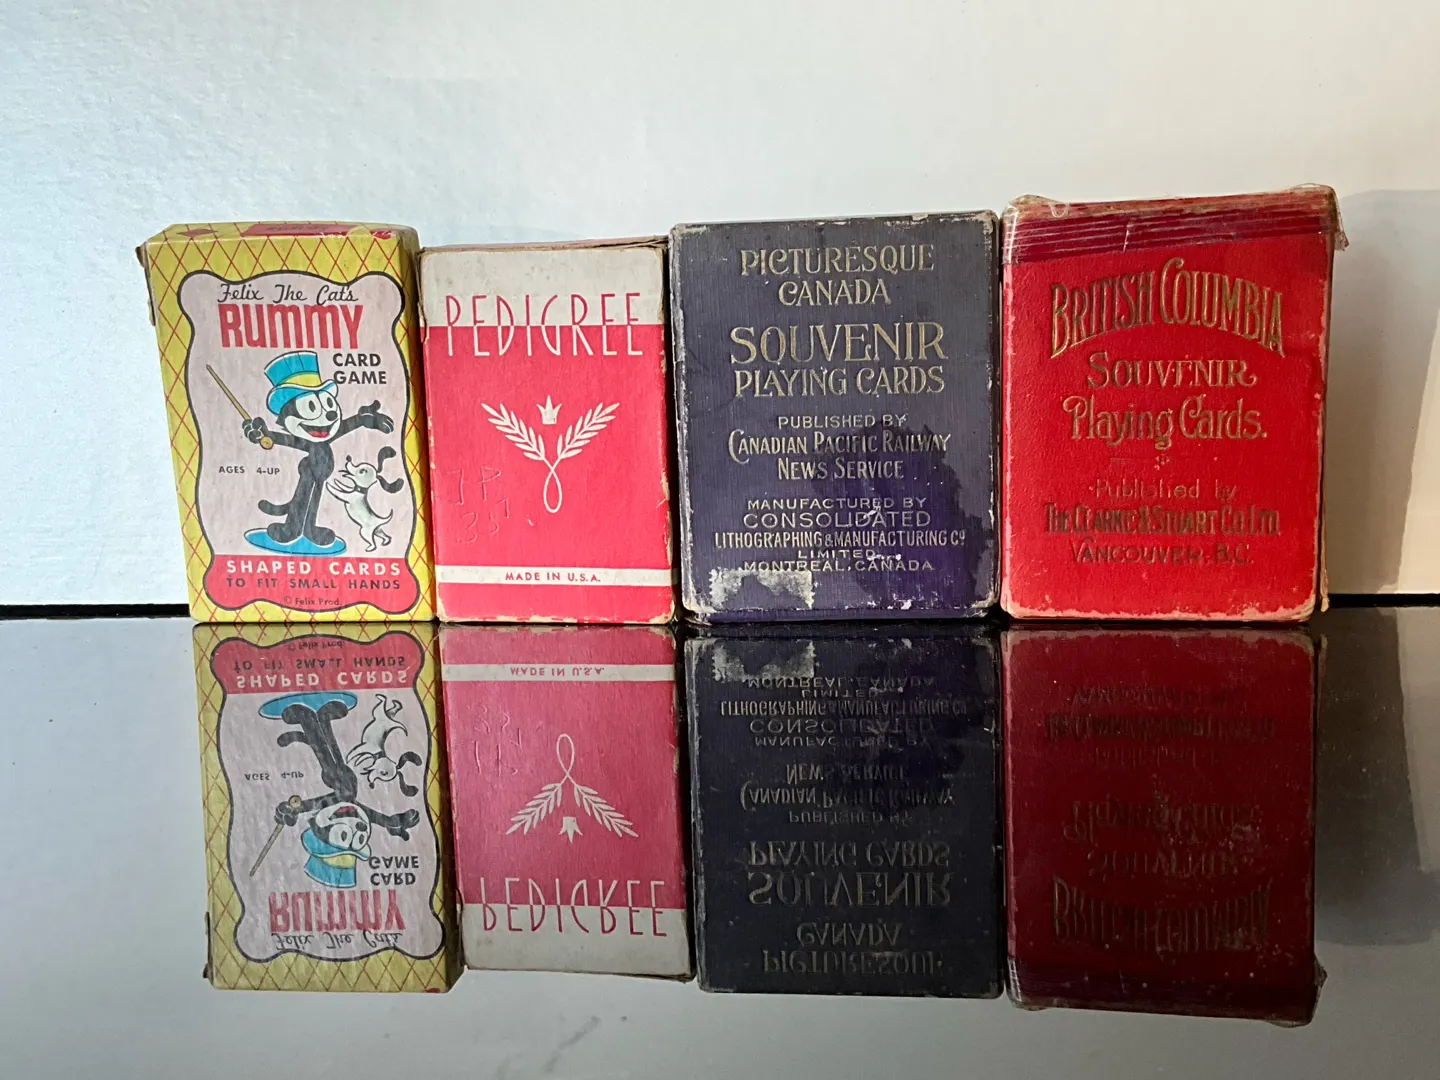 Felix The Cat's
RUMMY
CARD
GAME
AGES 4-UP
SHAPED CARDS
TO FIT SMALL HANDS
© Felix Prod.
PEDIGREE
MADE IN U.S.A.
PICTURESQUE
CANADA
SOUVENIR
PLAYING CARDS
PUBLISHED BY
CANADIAN PACIFIC RAILWAY
NEWS SERVICE
MANUFACTURED BY
CONSOLIDATED
LITHOGRAPHING & MANUFACTURING Co
LIMITED
MONTREAL, CANADA
BRITISH COLUMBIA
SOUVENIR
Playing Cards.
Published by
THE CLARKE & STUART CO. LTD
VANCOUVER, B.C.